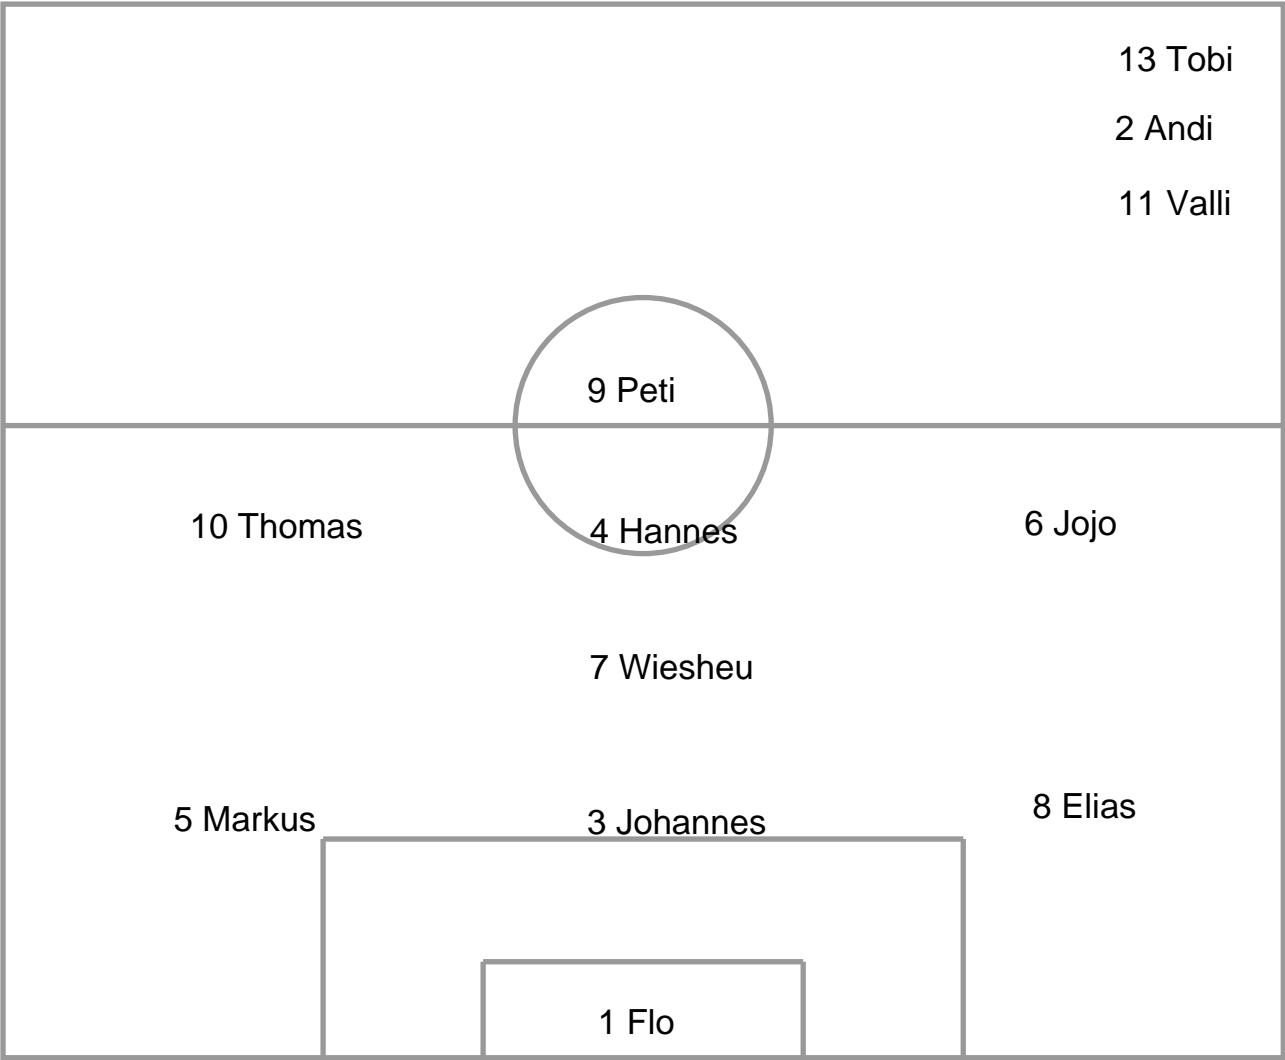 13 Tobi
2 Andi
11 Valli
9 Peti
10 Thomas
4 Hannes
6 Jojo
7 Wiesheu
5 Markus
3 Johannes
8 Elias
1 Flo